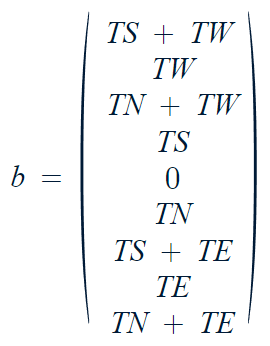 TS + TW
TW
TN + TW
TS
b = 0
TN
TS + TE
TE
TN + TE